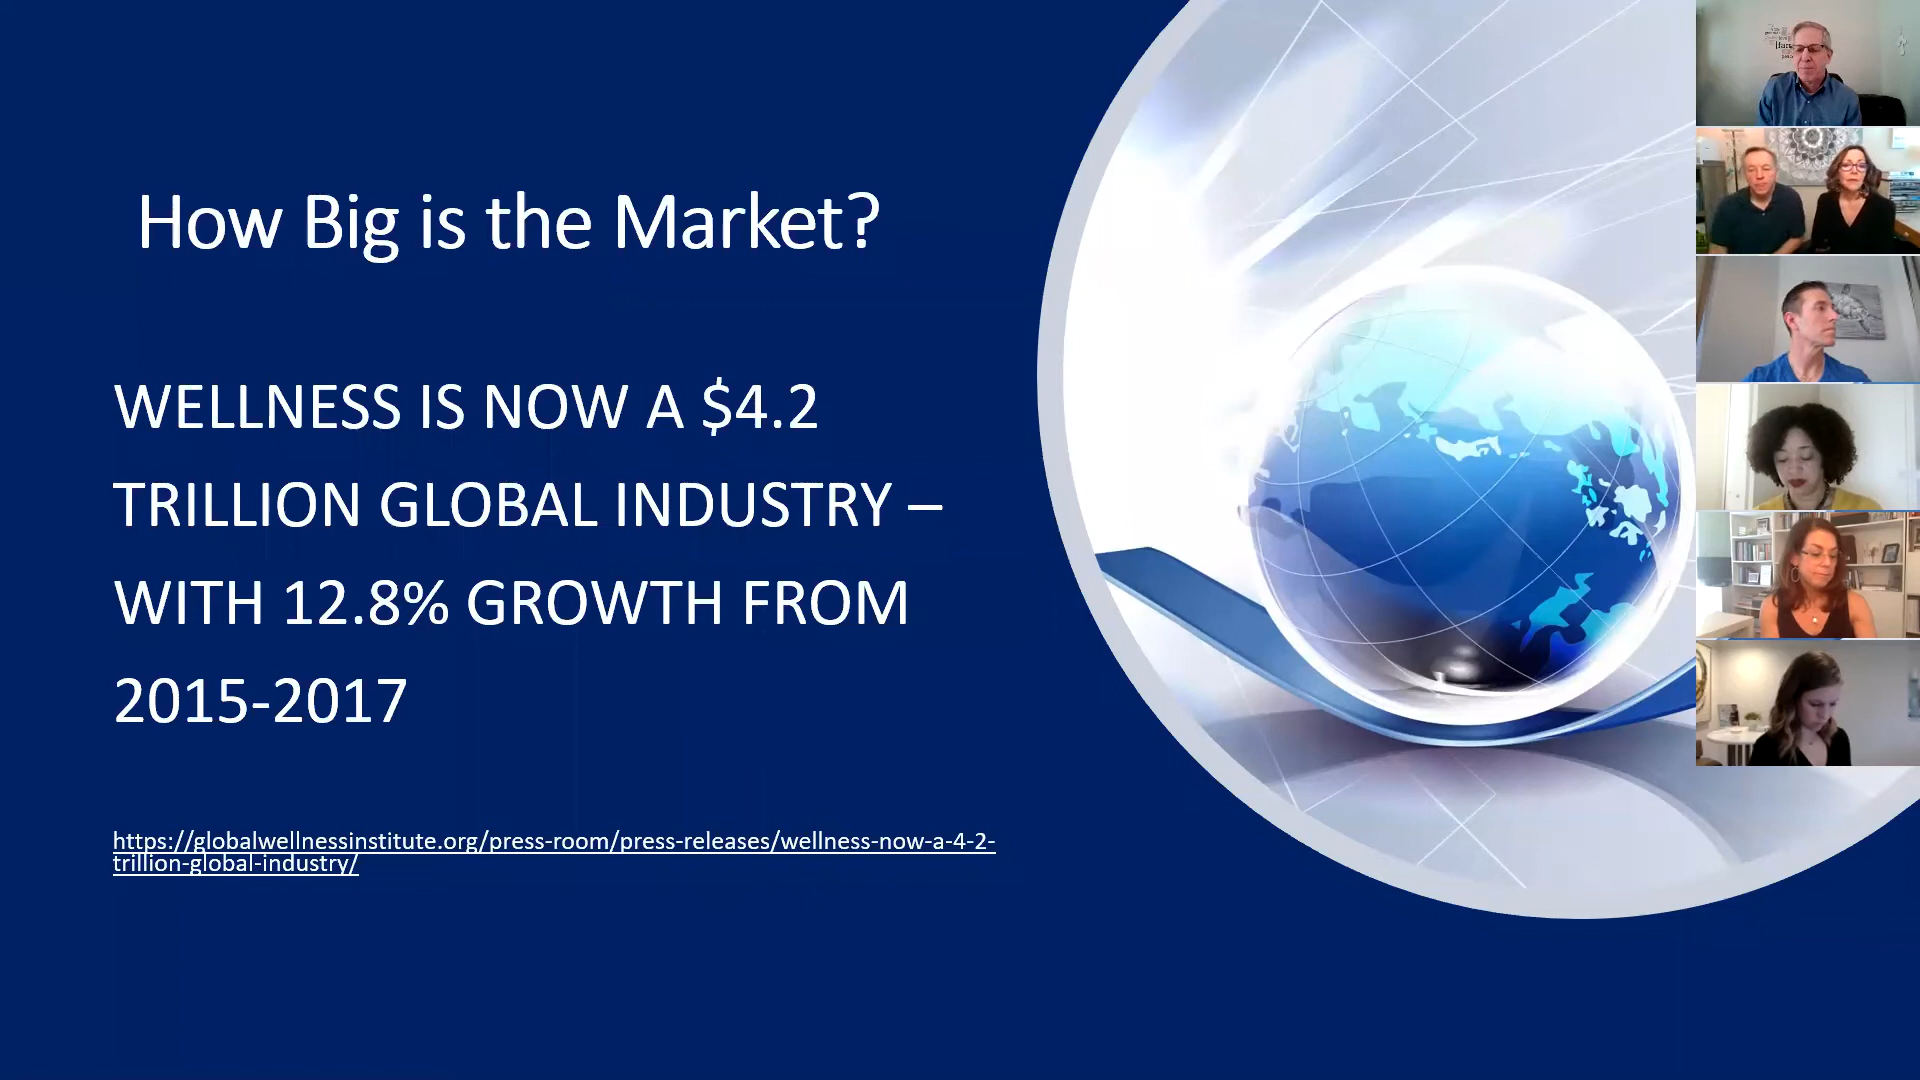 How Big is the Market?
WELLNESS IS NOW A $4.2
TRILLION GLOBAL INDUSTRY –
WITH 12.8% GROWTH FROM
2015-2017
https://globalwellnessinstitute.org/press-room/press-releases/wellness-now-a-4-2-
trillion-global-industry/